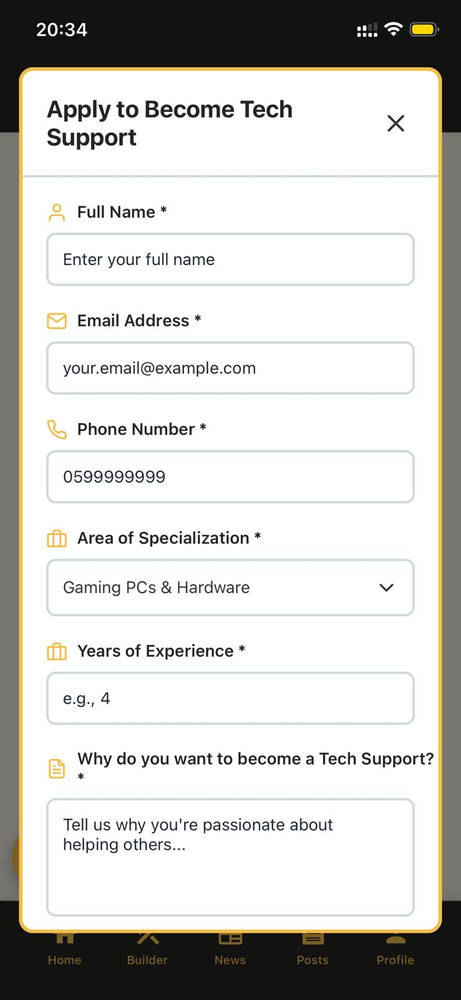 20:34
Apply to Become Tech
Support
Full Name *
Enter your full name
Email Address *
your.email@example.com
Phone Number *
0599999999
Area of Specialization *
Gaming PCs & Hardware
Years of Experience *
e.g., 4
Why do you want to become a Tech Support?
*
Tell us why you're passionate about
helping others...
Home
Builder
News
Posts
Profile